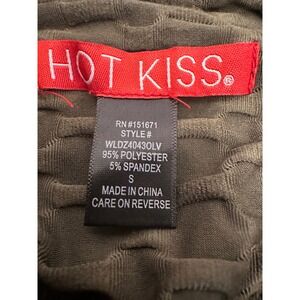 HOT KISS®
RN #151671
STYLE #
WLDZ4043OLV
95% POLYESTER
5% SPANDEX
S
MADE IN CHINA
CARE ON REVERSE